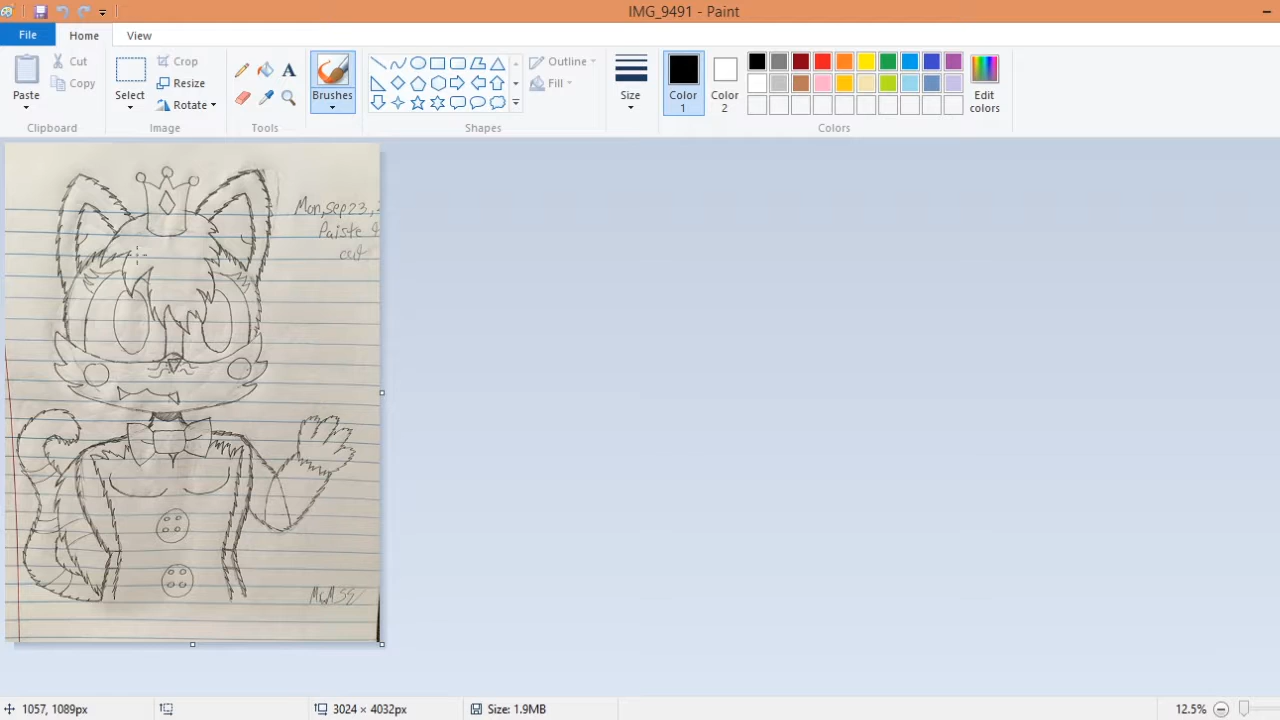 IMG_9491 - Paint
File
Home
View
Paste
Cut
Copy
Clipboard
Select
Crop
Resize
Rotate
Image
A
Tools
Brushes
Outline
Fill
Shapes
Size
Color
1
Color
2
Edit
colors
Colors
Mon,sep23,
1057, 1089px
3024 × 4032px
Size: 1.9MB
12.5%